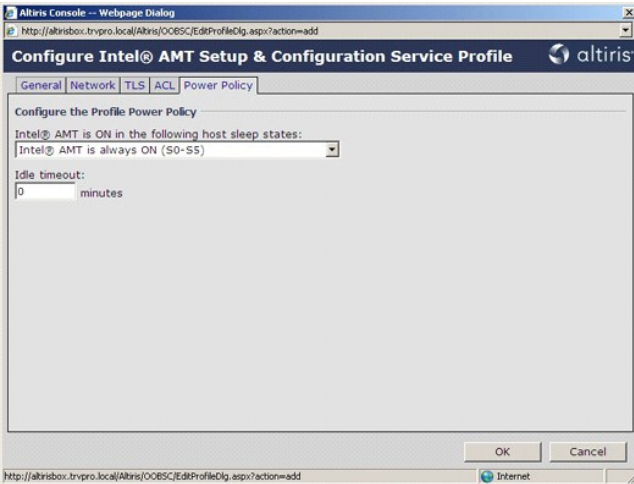 Altiris Console -- Webpage Dialog
http://altirisbox.trvpro.local/Altiris/OOBSC/EditProfileDlg.aspx?action=add
Configure Intel® AMT Setup & Configuration Service Profile
altiris
General Network TLS ACL Power Policy
Configure the Profile Power Policy
Intel® AMT is ON in the following host sleep states:
Intel® AMT is always ON (S0-S5)
Idle timeout:
0 minutes
OK Cancel
http://altirisbox.trvpro.local/Altiris/OOBSC/EditProfileDlg.aspx?action=add Internet